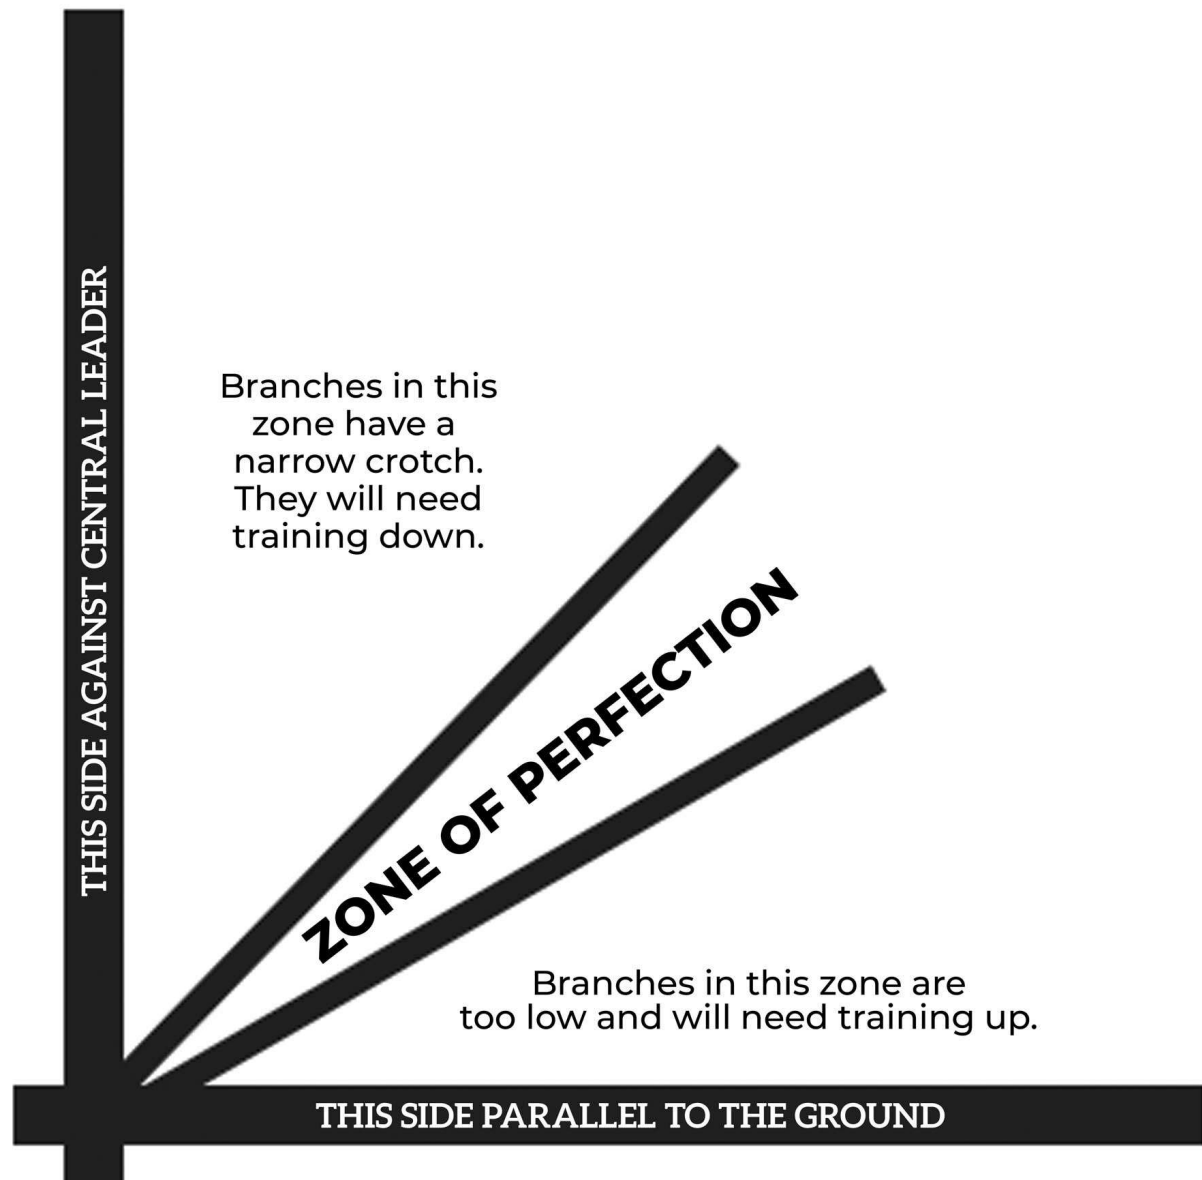 THIS SIDE AGAINST CENTRAL LEADER
Branches in this
zone have a
narrow crotch.
They will need
training down.
ZONE OF PERFECTION
Branches in this zone are
too low and will need training up.
THIS SIDE PARALLEL TO THE GROUND